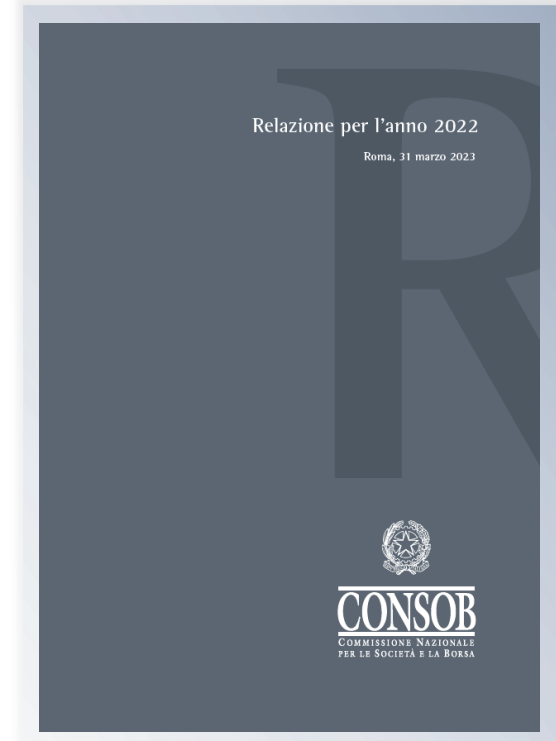 Relazione per l'anno 2022
Roma, 31 marzo 2023
R
CONSOB
COMMISSIONE NAZIONALE
PER LE SOCIETÀ E LA BORSA